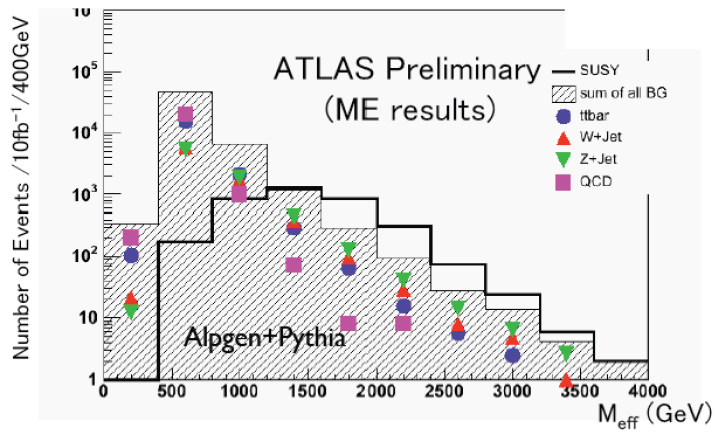 10
10⁵
10⁴
10³
10²
10
1
Number of Events /10fb⁻¹/400GeV
ATLAS Preliminary
(ME results)
SUSY
sum of all BG
ttbar
W+Jet
Z+Jet
QCD
Alpgen+Pythia
0 500 1000 1500 2000 2500 3000 3500 4000
M_eff (GeV)